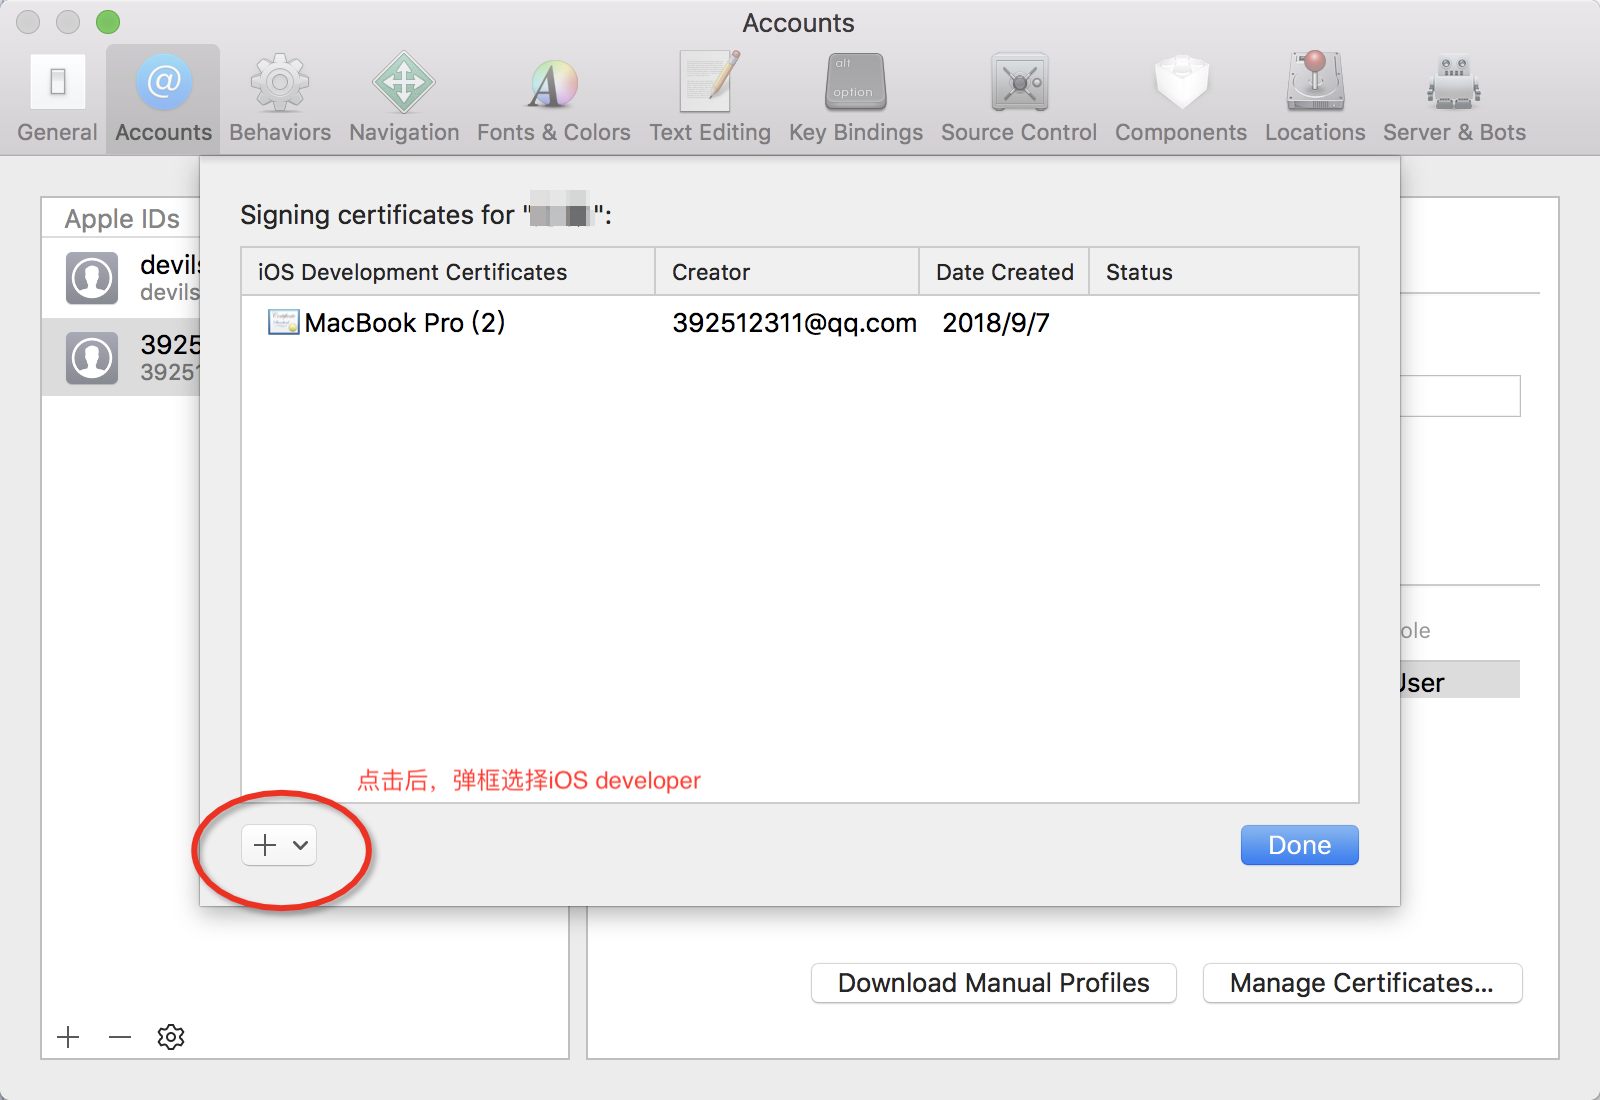 Accounts
General
Accounts
Behaviors
Navigation
Fonts & Colors
Text Editing
alt
option
Key Bindings
Source Control
Components
Locations
Server & Bots
Apple IDs
devils
devils
3925
3925
Signing certificates for "
":
iOS Development Certificates Creator Date Created Status
MacBook Pro (2) 392512311@qq.com 2018/9/7
点击后，弹框选择iOS developer
Done
ole
User
Download Manual Profiles
Manage Certificates...